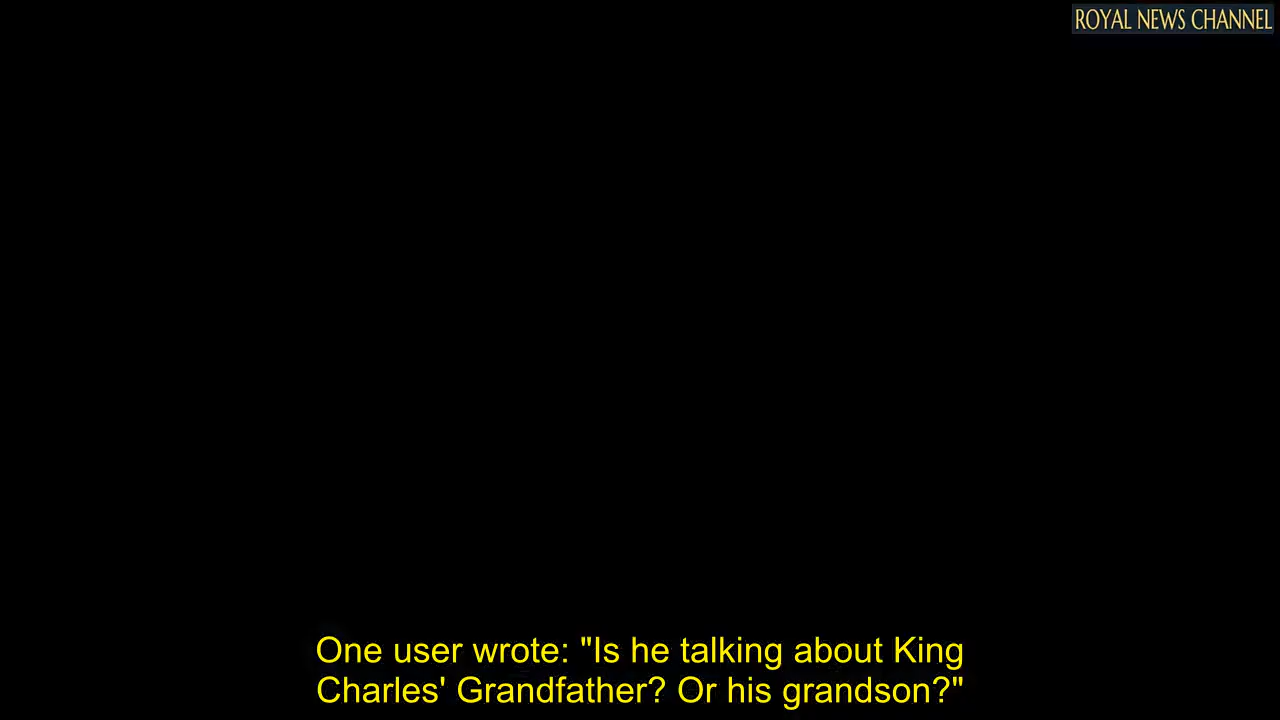 ROYAL NEWS CHANNEL
One user wrote: "Is he talking about King
Charles' Grandfather? Or his grandson?"